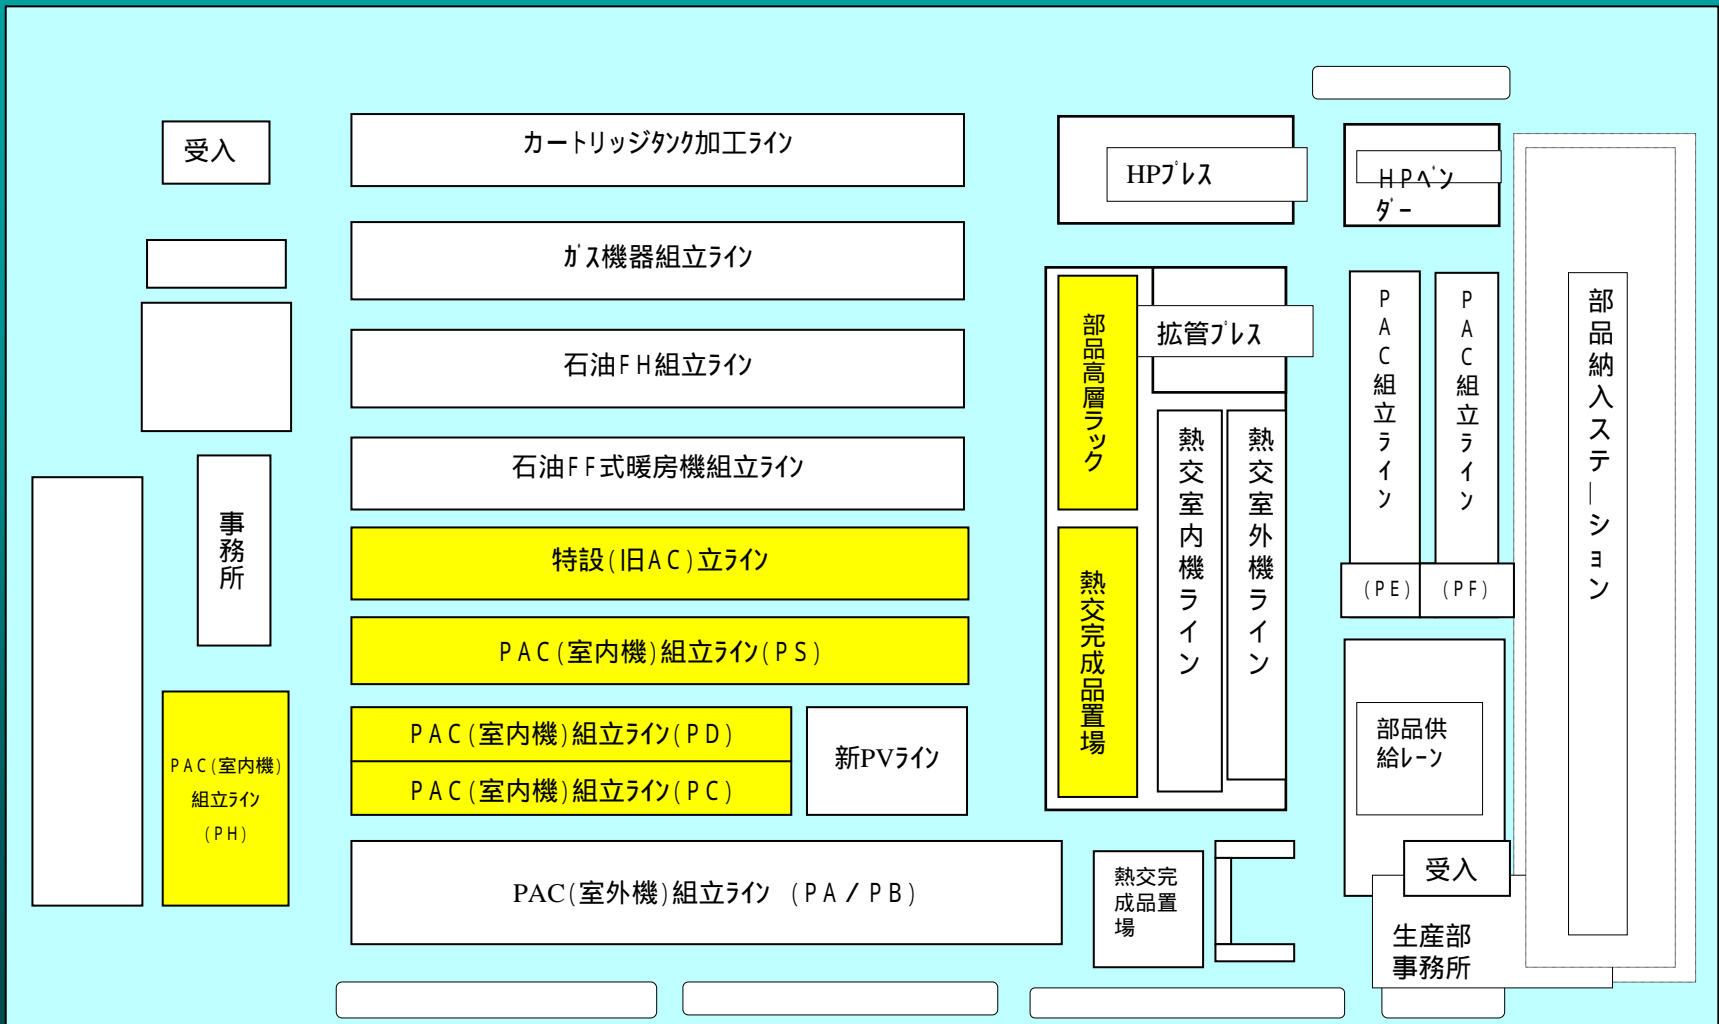 受入
カートリッジタンク加工ライン
ガス機器組立ライン
石油FH組立ライン
石油FF式暖房機組立ライン
特設(旧AC)立ライン
PAC(室内機)組立ライン(PS)
PAC(室内機)組立ライン(PD)
PAC(室内機)組立ライン(PC)
新PVライン
PAC(室外機)組立ライン (PA/PB)
事務所
PAC(室内機)
組立ライン
(PH)
HPプレス
HPベン
ダー
部品高層ラック
拡管プレス
熱交室内機ライン
熱交室外機ライン
熱交完成品置場
熱交完
成品置
場
PAC組立ライン
(PE)
PAC組立ライン
(PF)
部品供
給レーン
受入
生産部
事務所
部品納入ステーション